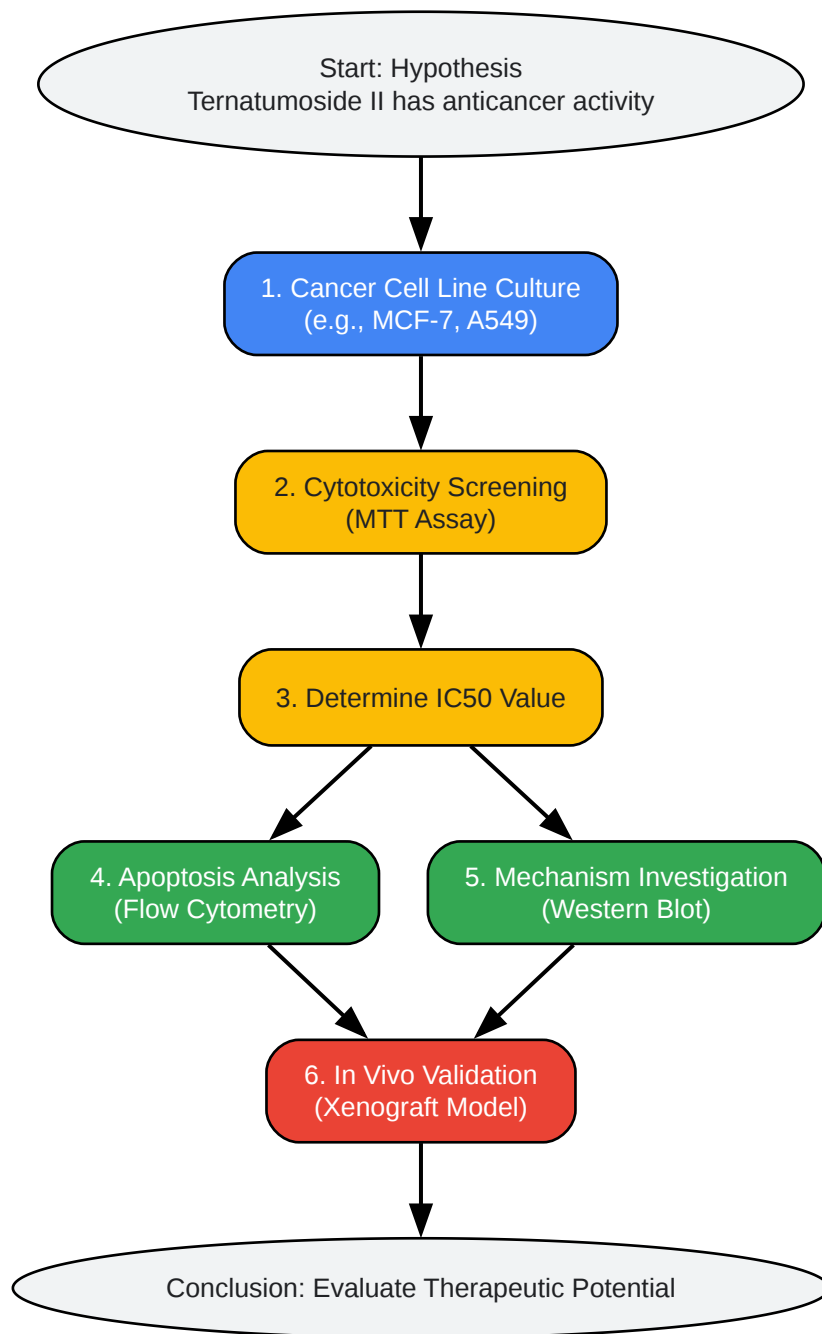 Start: Hypothesis
Ternatumoside II has anticancer activity
1. Cancer Cell Line Culture
(e.g., MCF-7, A549)
2. Cytotoxicity Screening
(MTT Assay)
3. Determine IC50 Value
4. Apoptosis Analysis
(Flow Cytometry)
5. Mechanism Investigation
(Western Blot)
6. In Vivo Validation
(Xenograft Model)
Conclusion: Evaluate Therapeutic Potential